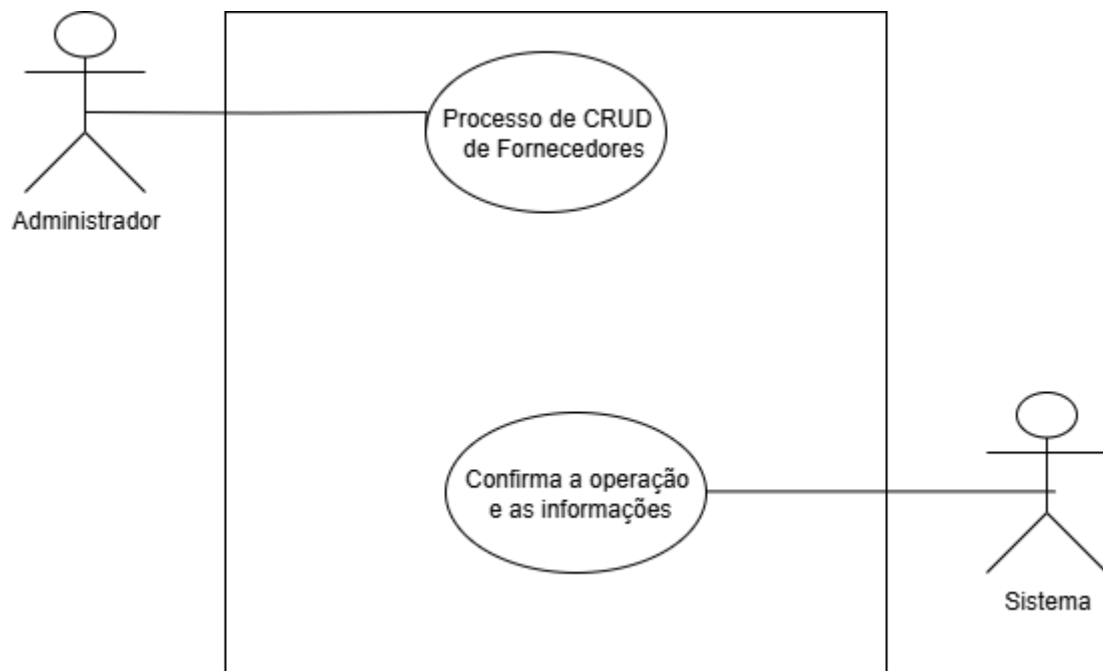 Processo de CRUD
de Fornecedores
Administrador
Confirma a operação
e as informações
Sistema